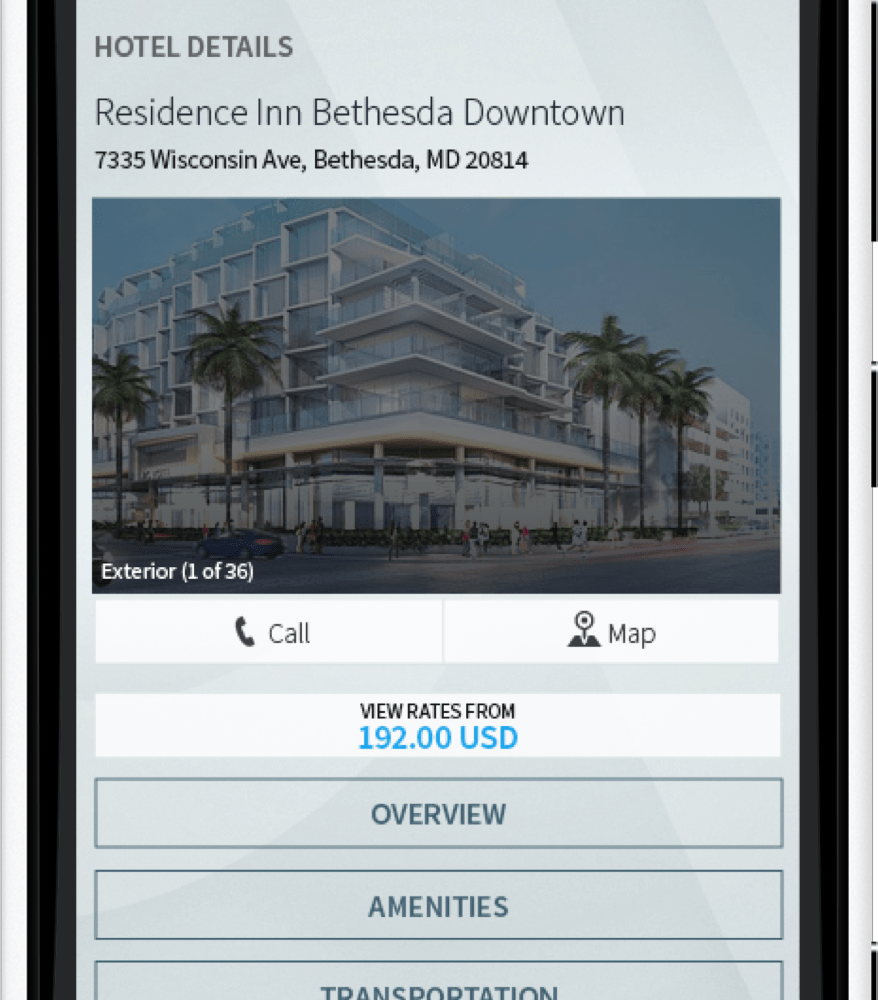 HOTEL DETAILS
Residence Inn Bethesda Downtown
7335 Wisconsin Ave, Bethesda, MD 20814
Exterior (1 of 36)
Call
Map
VIEW RATES FROM
192.00 USD
OVERVIEW
AMENITIES
TRANSPORTATION